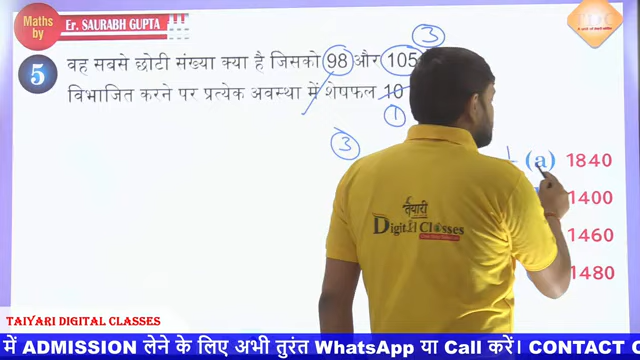 Maths
by
Er. SAURABH GUPTA
3
5
वह सबसे छोटी संख्या क्या है जिसको 98 और 105
विभाजित करने पर प्रत्येक अवस्था में शेषफल 10
1
3
(a) 1840
1400
1460
1480
तैयारी
Digital Classes
TAIYARI DIGITAL CLASSES
में ADMISSION लेने के लिए अभी तुरंत WhatsApp या Call करें। CONTACT